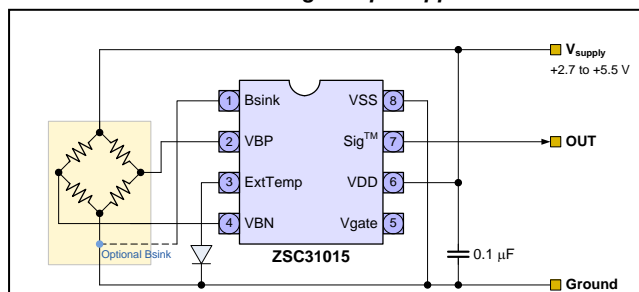 V supply
+2.7 to +5.5 V
1 Bsink VSS 8
2 VBP Sig™ 7 OUT
3 ExtTemp VDD 6
4 VBN Vgate 5
Optional Bsink
ZSC31015
0.1 µF
Ground